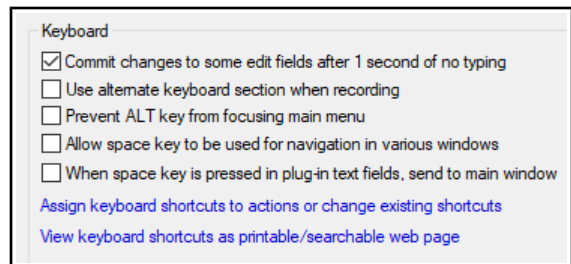 Keyboard
Commit changes to some edit fields after 1 second of no typing
Use alternate keyboard section when recording
Prevent ALT key from focusing main menu
Allow space key to be used for navigation in various windows
When space key is pressed in plug-in text fields, send to main window
Assign keyboard shortcuts to actions or change existing shortcuts
View keyboard shortcuts as printable/searchable web page